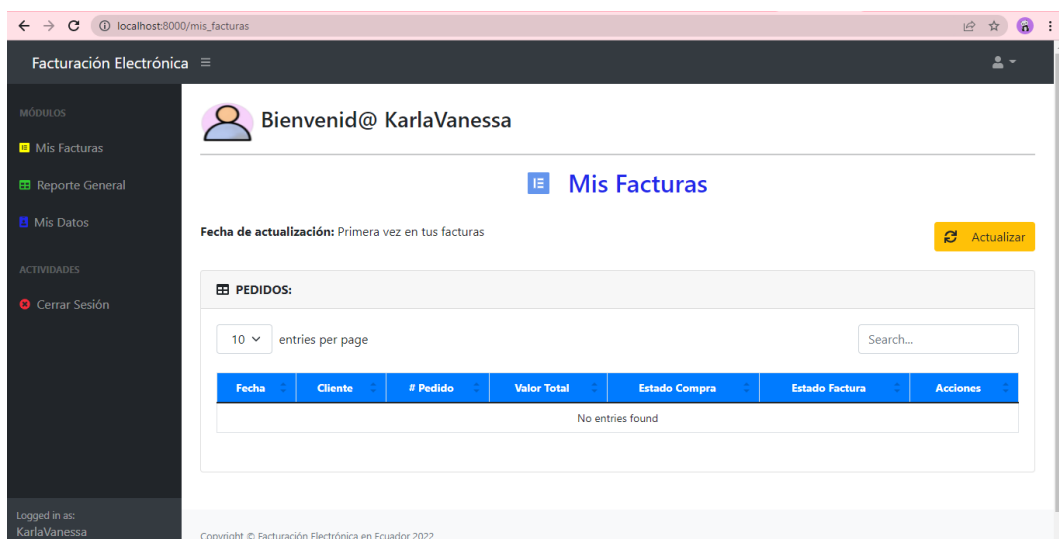 localhost:8000/mis_facturas
Facturación Electrónica
MÓDULOS
Mis Facturas
Reporte General
Mis Datos
ACTIVIDADES
Cerrar Sesión
Logged in as:
KarlaVanessa
Bienvenid@ KarlaVanessa
Mis Facturas
Fecha de actualización: Primera vez en tus facturas
Actualizar
PEDIDOS:
10 entries per page
Search...
Fecha Cliente # Pedido Valor Total Estado Compra Estado Factura Acciones
No entries found
Copyright © Facturación Electrónica en Ecuador 2022